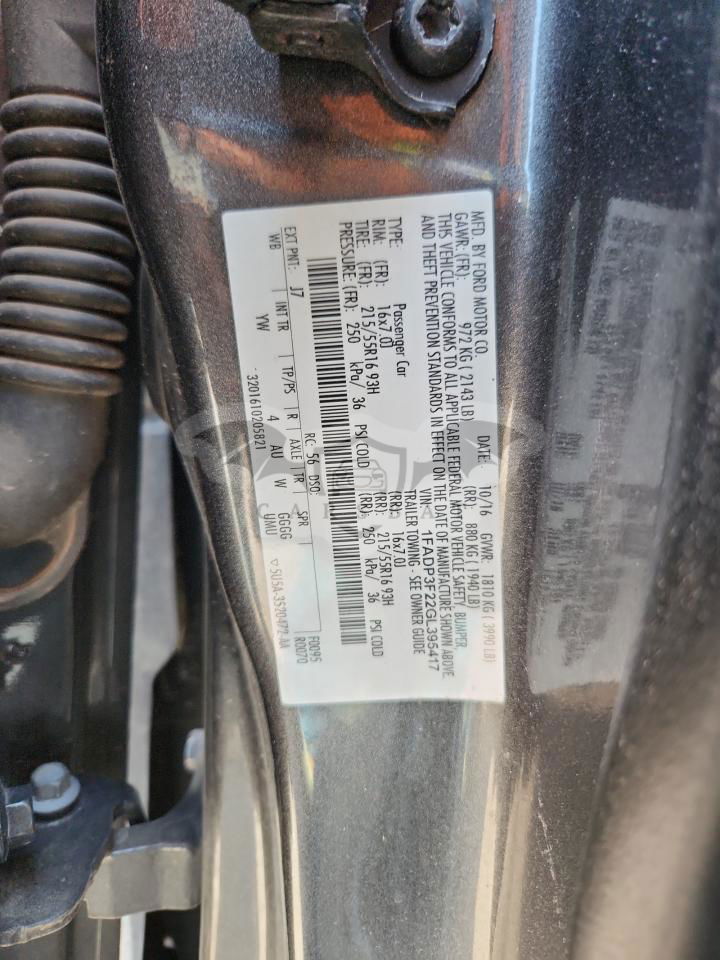 MFD. BY FORD MOTOR CO.
DATE: 10/16 GVWR: 1810 KG ( 3990 LB)
GAWR: (FR): 972 KG ( 2143 LB) (RR): 880 KG ( 1940 LB)
THIS VEHICLE CONFORMS TO ALL APPLICABLE FEDERAL MOTOR VEHICLE SAFETY, BUMPER,
AND THEFT PREVENTION STANDARDS IN EFFECT ON THE DATE OF MANUFACTURE SHOWN ABOVE.
VIN: 1FADP3F22GL395417
TYPE: Passenger Car TRAILER TOWING - SEE OWNER GUIDE
RIM: (FR): 16x7.0J (RR): 16x7.0J
TIRE: (FR): 215/55R16 93H (RR): 215/55R16 93H
PRESSURE: (FR): 250 kPa/ 36 PSI COLD (RR): 250 kPa/ 36 PSI COLD
F0095
RC: 56 DSO: R0070
EXT PNT: J7
WB INT TR TP/PS R AXLE TR SPR
YW 4 AU W GGGG
UMU
3201610205821 5U5A-3520472-AA